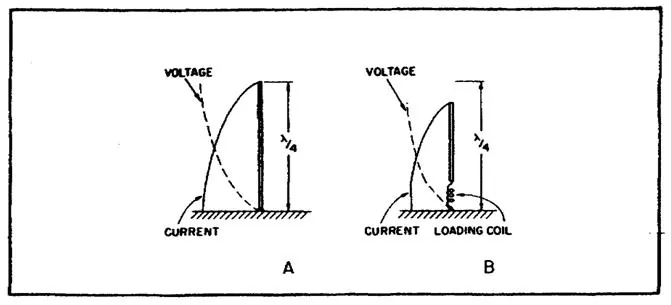 VOLTAGE
λ/4
CURRENT
A
VOLTAGE
λ/4
CURRENT
LOADING COIL
B